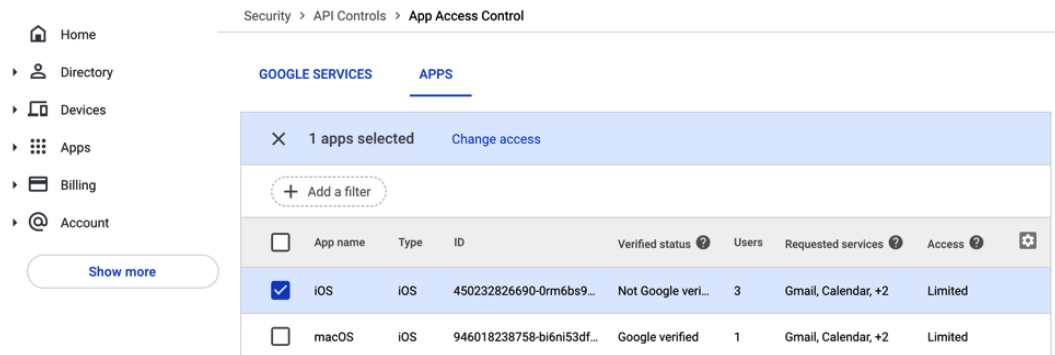 Security > API Controls > App Access Control
Home
Directory
Devices
Apps
Billing
Account
Show more
GOOGLE SERVICES APPS
1 apps selected Change access
Add a filter
App name Type ID Verified status Users Requested services Access
iOS iOS 450232826690-0rm6bs9... Not Google veri... 3 Gmail, Calendar, +2 Limited
macOS iOS 946018238758-bi6ni53df... Google verified 1 Gmail, Calendar, +2 Limited